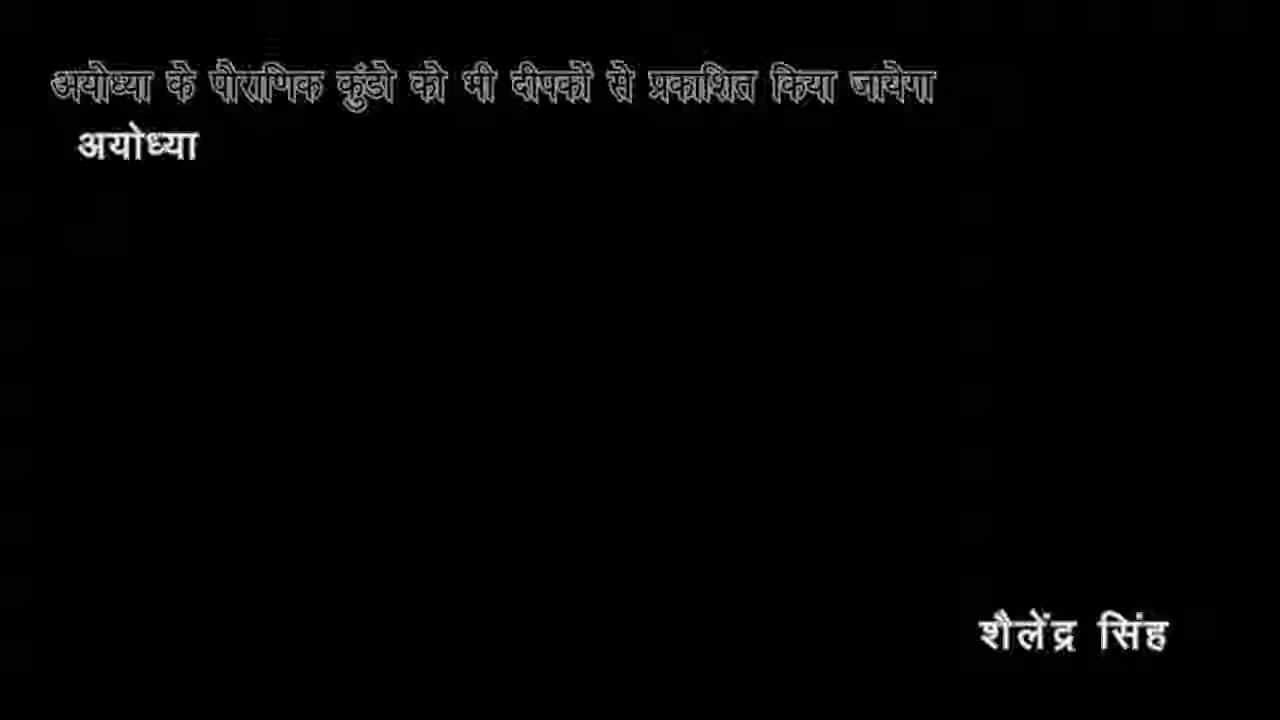 अयोध्या के पौराणिक कुंडो को भी दीपकों से प्रकाशित किया जायेगा
अयोध्या
शैलेंद्र सिंह